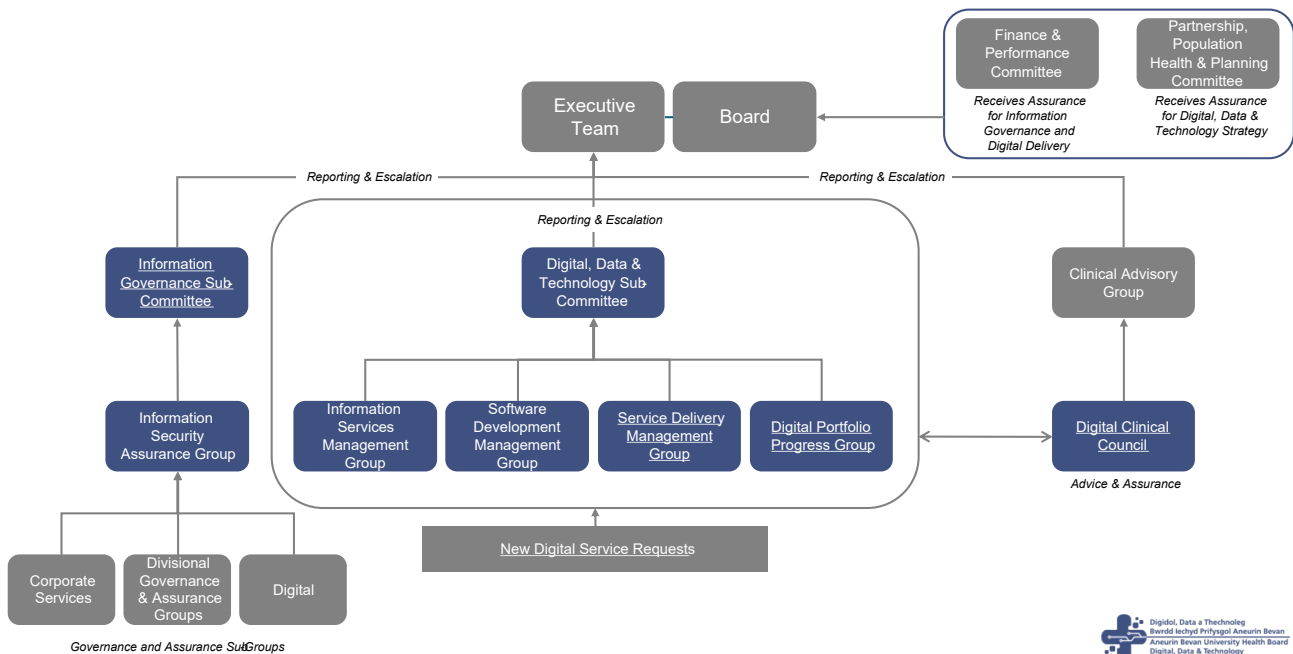 Finance &
Performance
Committee
Partnership,
Population
Health & Planning
Committee
Receives Assurance
for Information
Governance and
Digital Delivery
Receives Assurance
for Digital, Data &
Technology Strategy
Executive
Team
Board
Reporting & Escalation
Reporting & Escalation
Reporting & Escalation
Information
Governance Sub-
Committee
Digital, Data &
Technology Sub-
Committee
Clinical Advisory
Group
Information
Security
Assurance Group
Information
Services
Management
Group
Software
Development
Management
Group
Service Delivery
Management
Group
Digital Portfolio
Progress Group
Digital Clinical
Council
Advice & Assurance
New Digital Service Requests
Corporate
Services
Divisional
Governance
& Assurance
Groups
Digital
Governance and Assurance Sub-Groups
Digidol, Data a Thechnoleg
Bwrdd Iechyd Prifysgol Aneurin Bevan
Aneurin Bevan University Health Board
Digital, Data & Technology